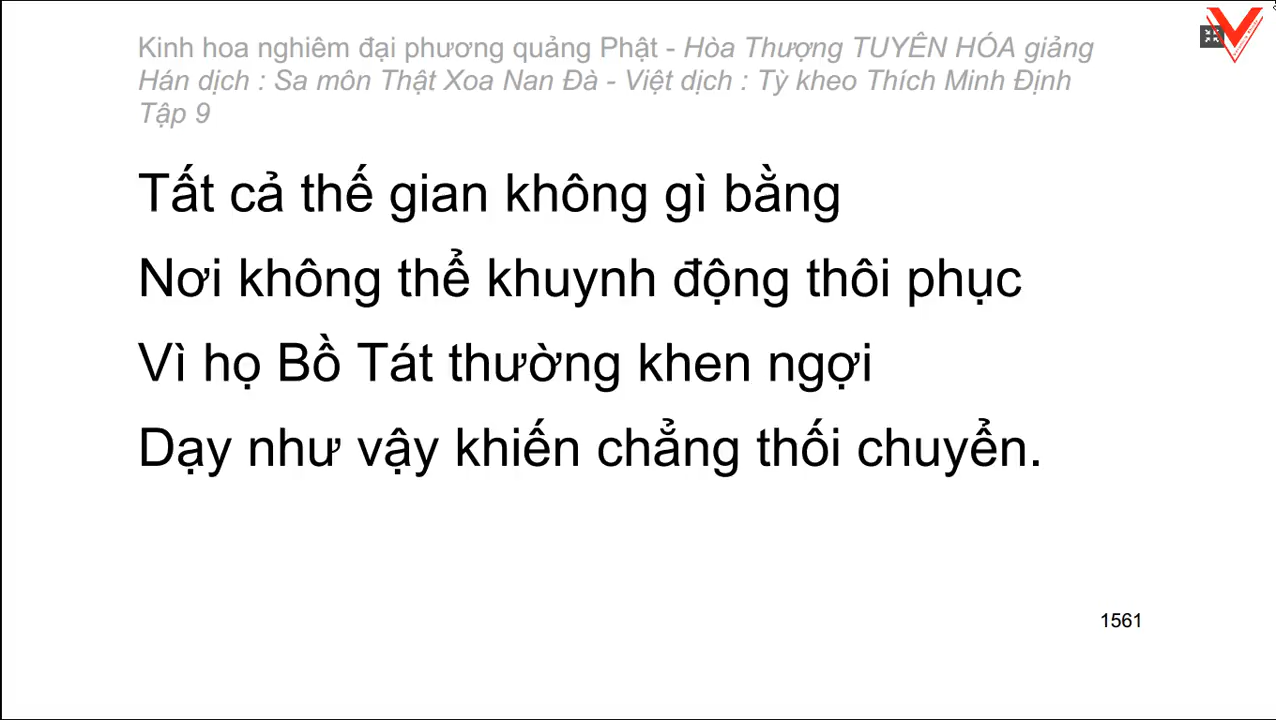 Kinh hoa nghiêm đại phương quảng Phật - Hòa Thượng TUYÊN HÓA giảng
Hán dịch : Sa môn Thật Xoa Nan Đà - Việt dịch : Tỳ kheo Thích Minh Định
Tập 9
Tất cả thế gian không gì bằng
Nơi không thể khuynh động thôi phục
Vì họ Bồ Tát thường khen ngợi
Dạy như vậy khiến chẳng thối chuyển.
1561